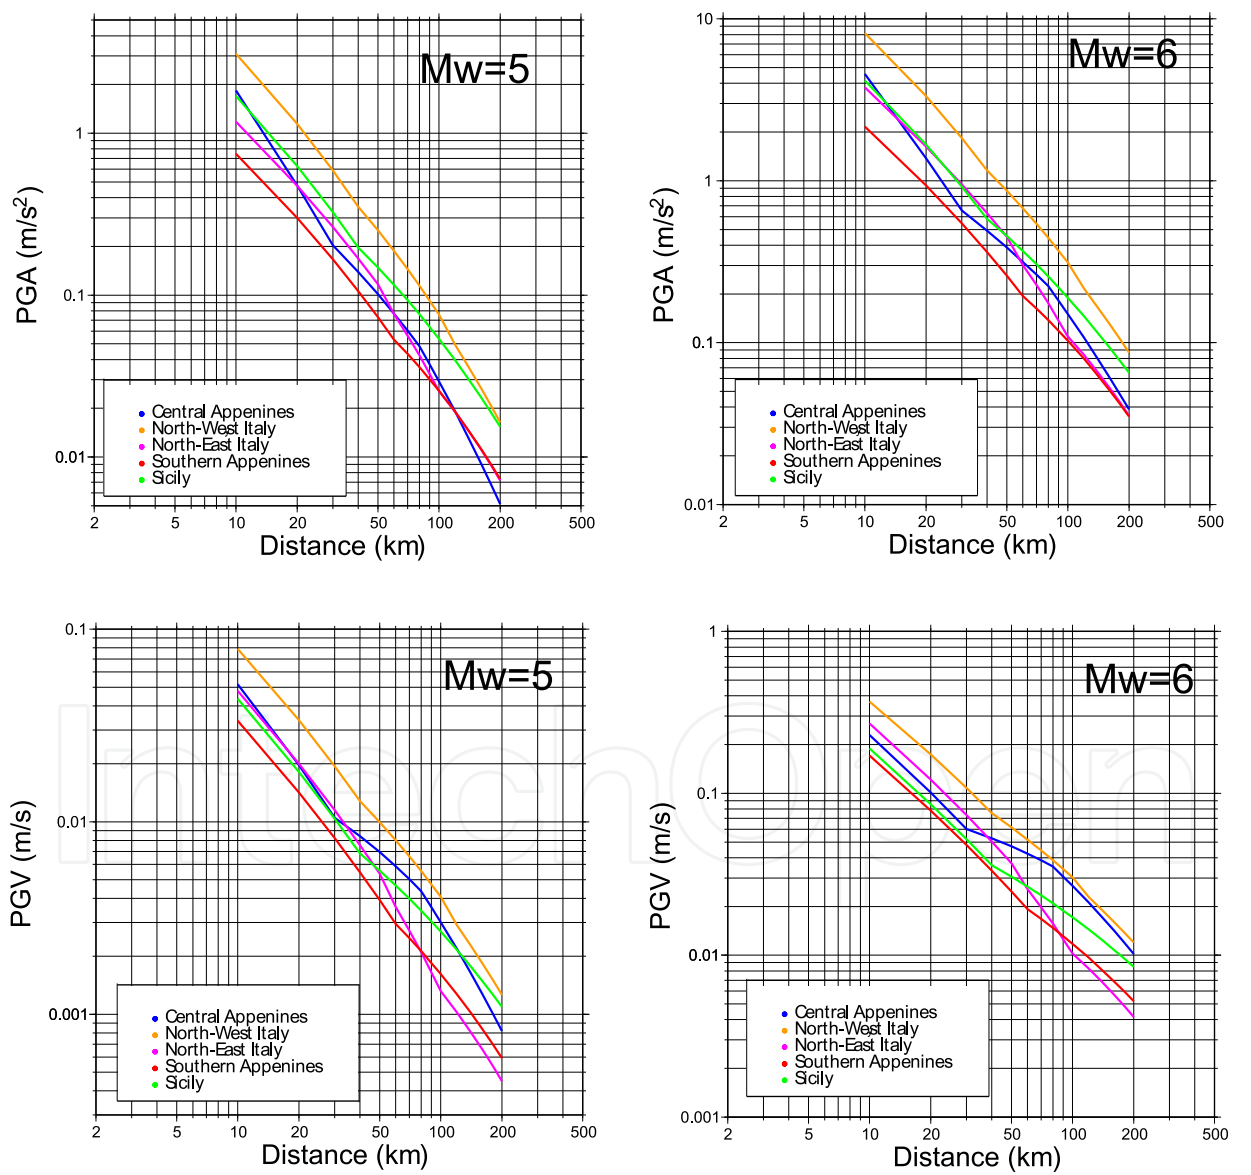 Mw=5
PGA (m/s2)
1
0.1
0.01
Central Appenines
North-West Italy
North-East Italy
Southern Appenines
Sicily
2 5 10 20 50 100 200 500
Distance (km)
Mw=6
PGA (m/s2)
10
1
0.1
0.01
Central Appenines
North-West Italy
North-East Italy
Southern Appenines
Sicily
2 5 10 20 50 100 200 500
Distance (km)
Mw=5
PGV (m/s)
0.1
0.01
0.001
Central Appenines
North-West Italy
North-East Italy
Southern Appenines
Sicily
2 5 10 20 50 100 200 500
Distance (km)
Mw=6
PGV (m/s)
1
0.1
0.01
0.001
Central Appenines
North-West Italy
North-East Italy
Southern Appenines
Sicily
2 5 10 20 50 100 200 500
Distance (km)
IntechOpen